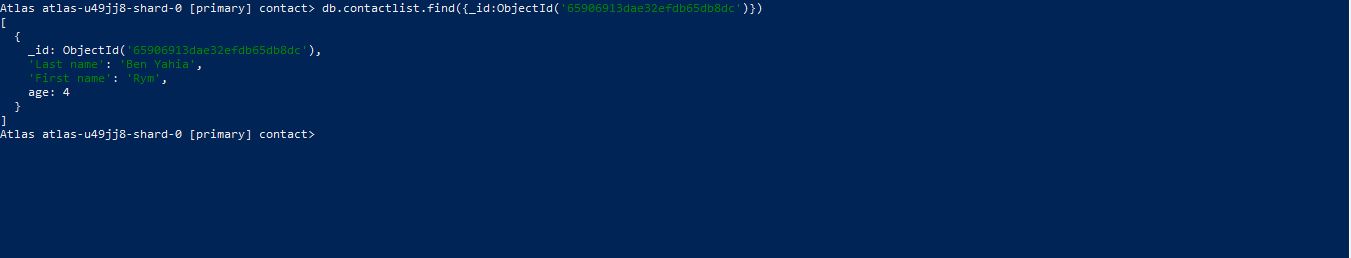 Atlas atlas-u49jj8-shard-0 [primary] contact> db.contactlist.find({_id:ObjectId('65906913dae32efdb65db8dc')})
[
  {
    _id: ObjectId('65906913dae32efdb65db8dc'),
    'Last name': 'Ben Yahia',
    'First name': 'Rym',
    age: 4
  }
]
Atlas atlas-u49jj8-shard-0 [primary] contact>